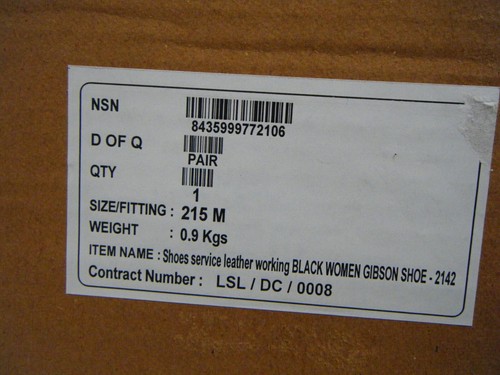 NSN
8435999772106
D OF Q
PAIR
QTY
1
SIZE/FITTING : 215 M
WEIGHT : 0.9 Kgs
ITEM NAME : Shoes service leather working BLACK WOMEN GIBSON SHOE - 2142
Contract Number : LSL / DC / 0008